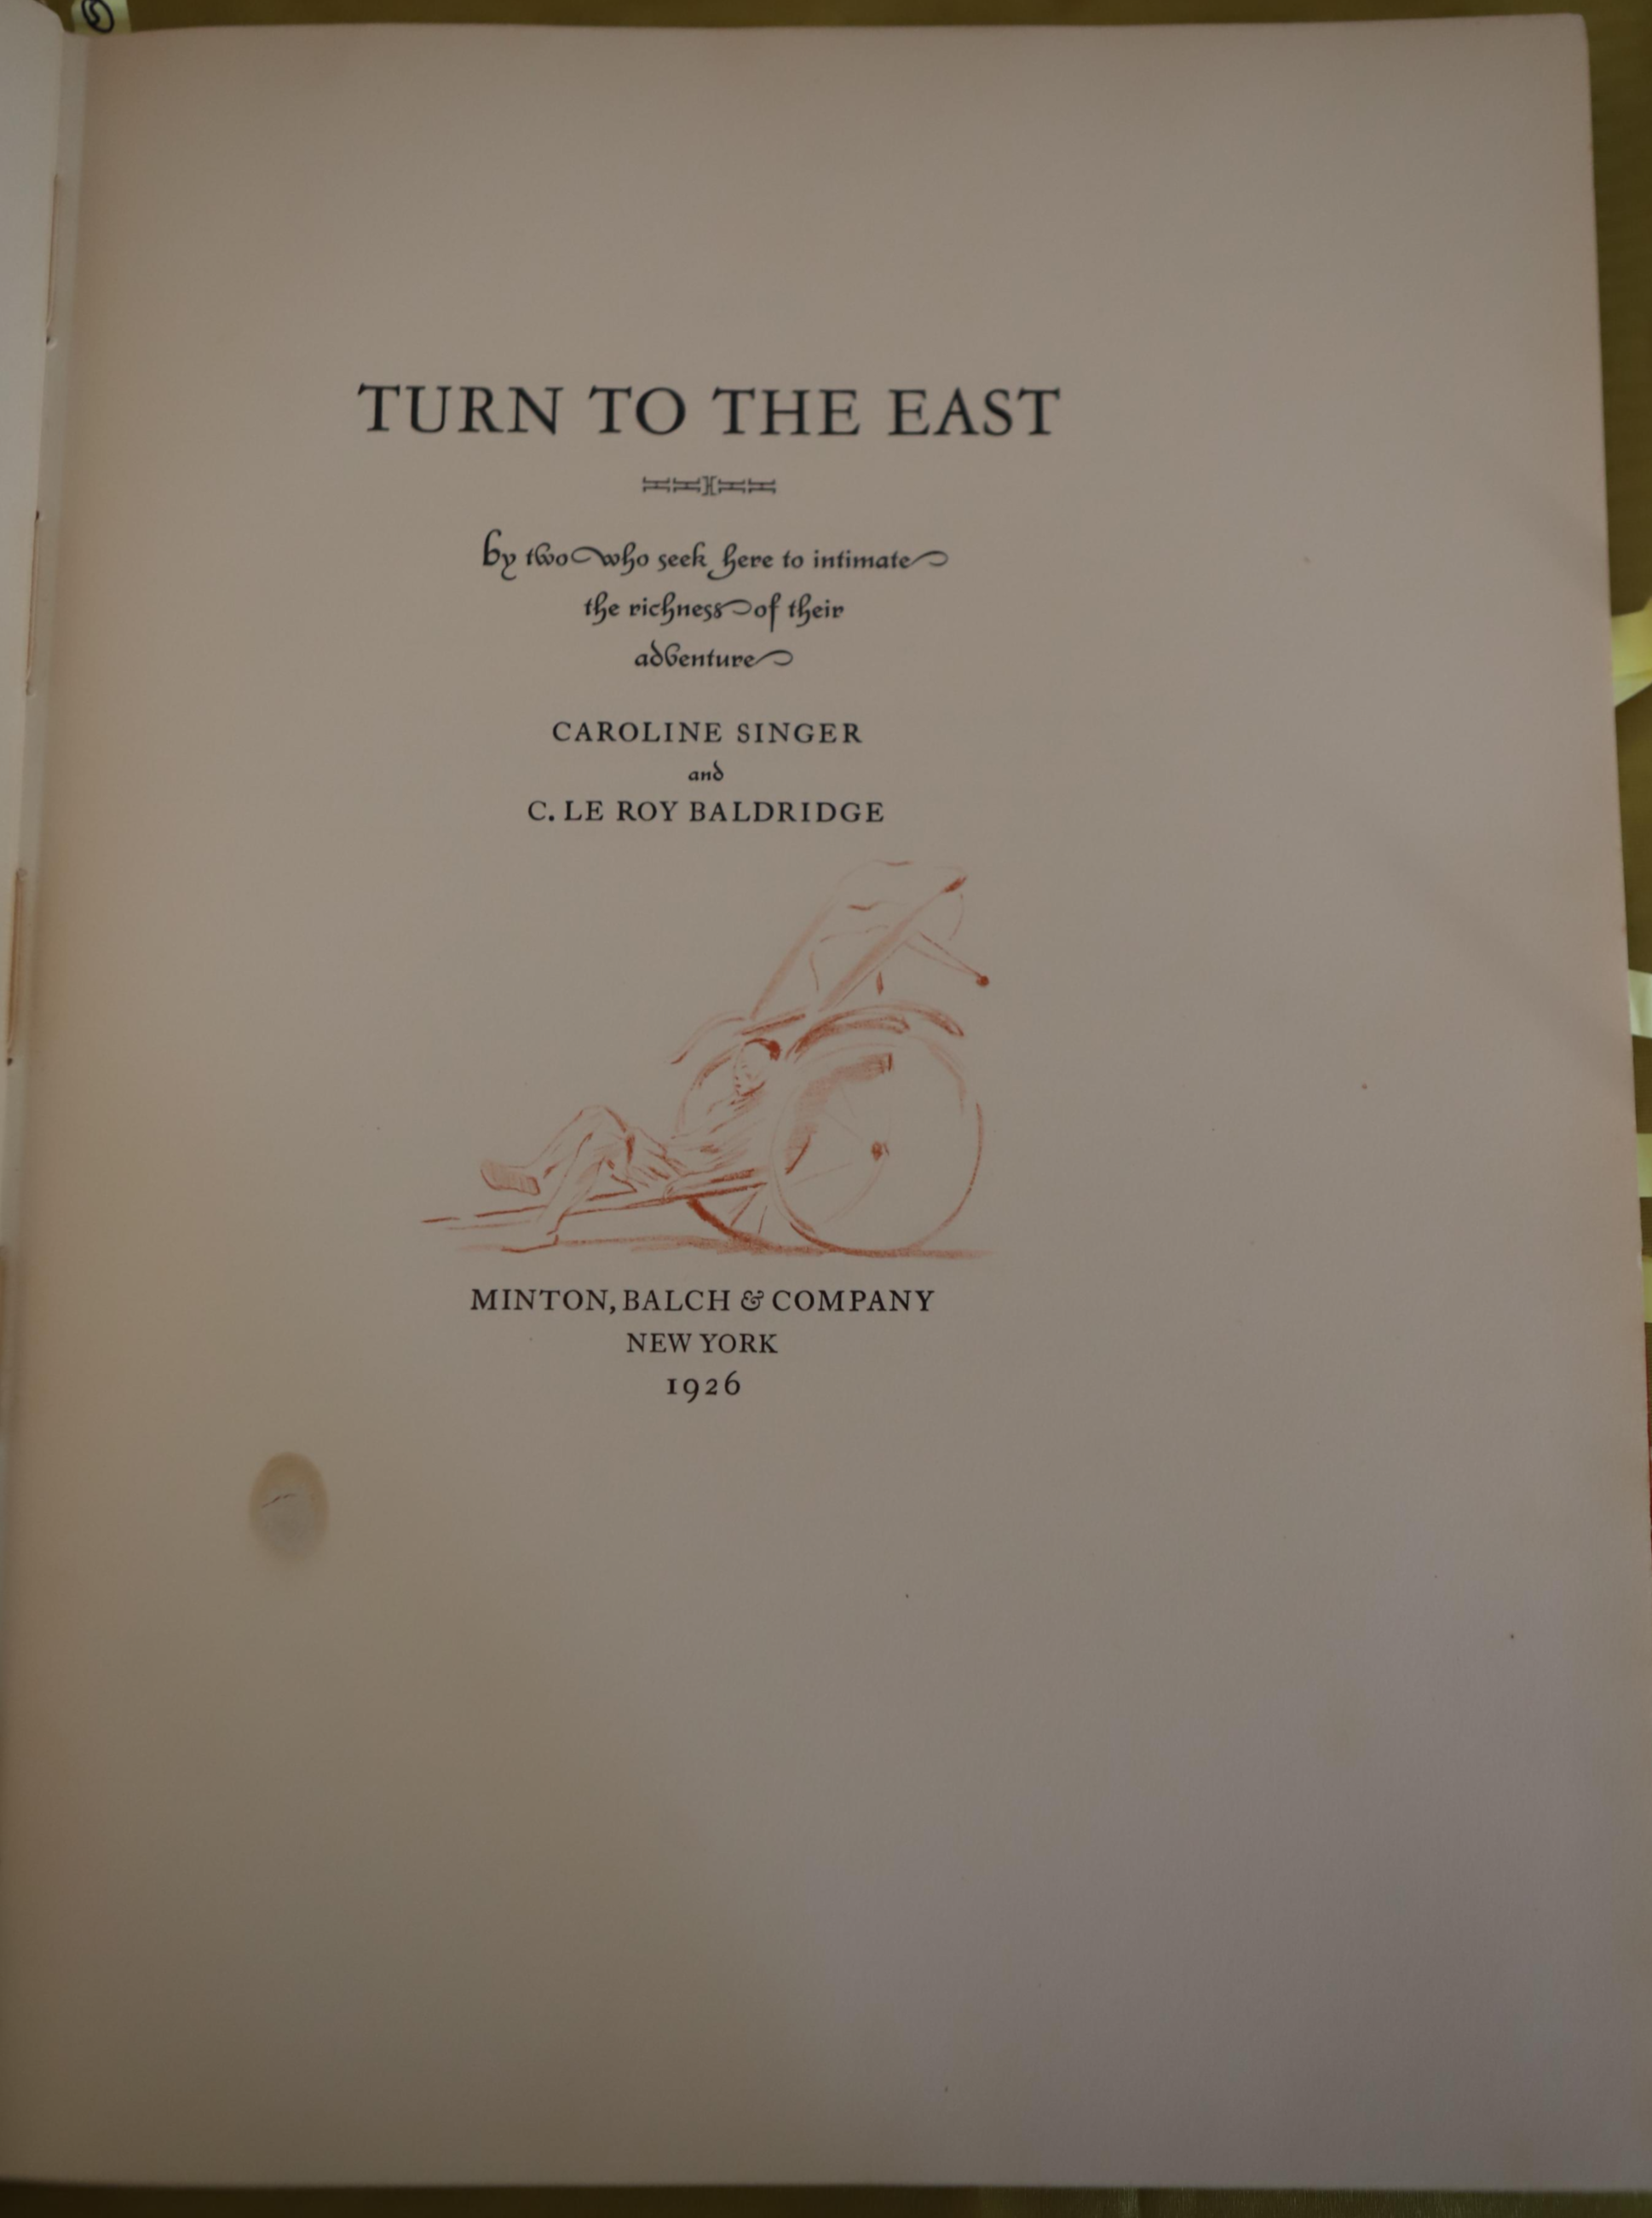 TURN TO THE EAST
by two who seek here to intimate
the richness of their
adventure
CAROLINE SINGER
and
C. LE ROY BALDRIDGE
MINTON, BALCH & COMPANY
NEW YORK
1926